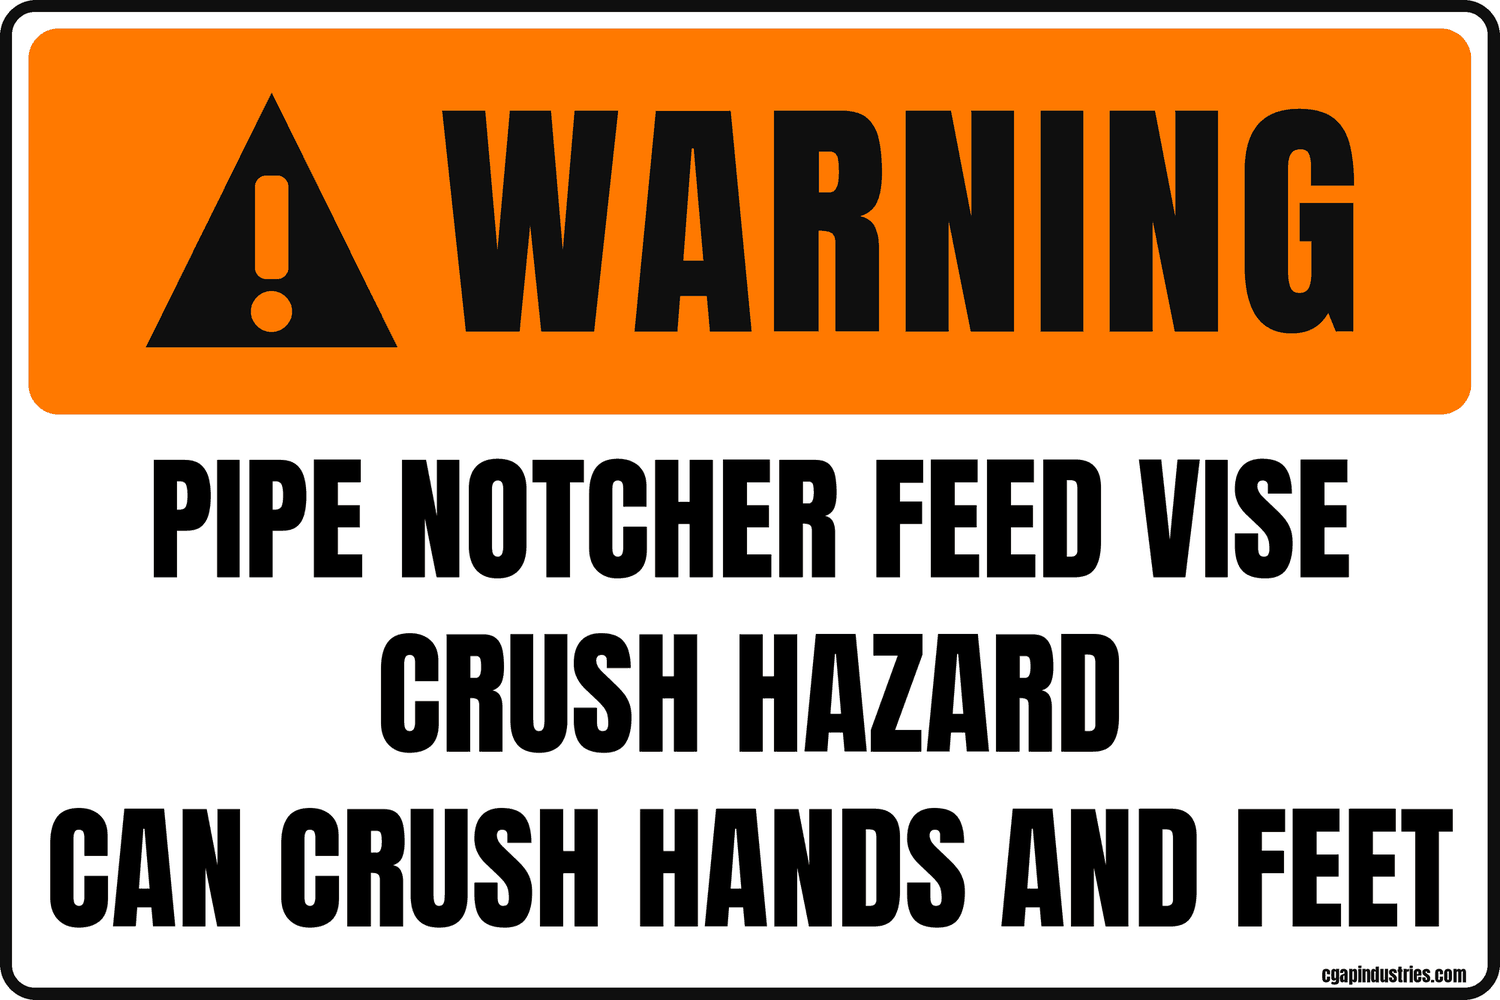 WARNING
PIPE NOTCHER FEED VISE
CRUSH HAZARD
CAN CRUSH HANDS AND FEET
cgapindustries.com